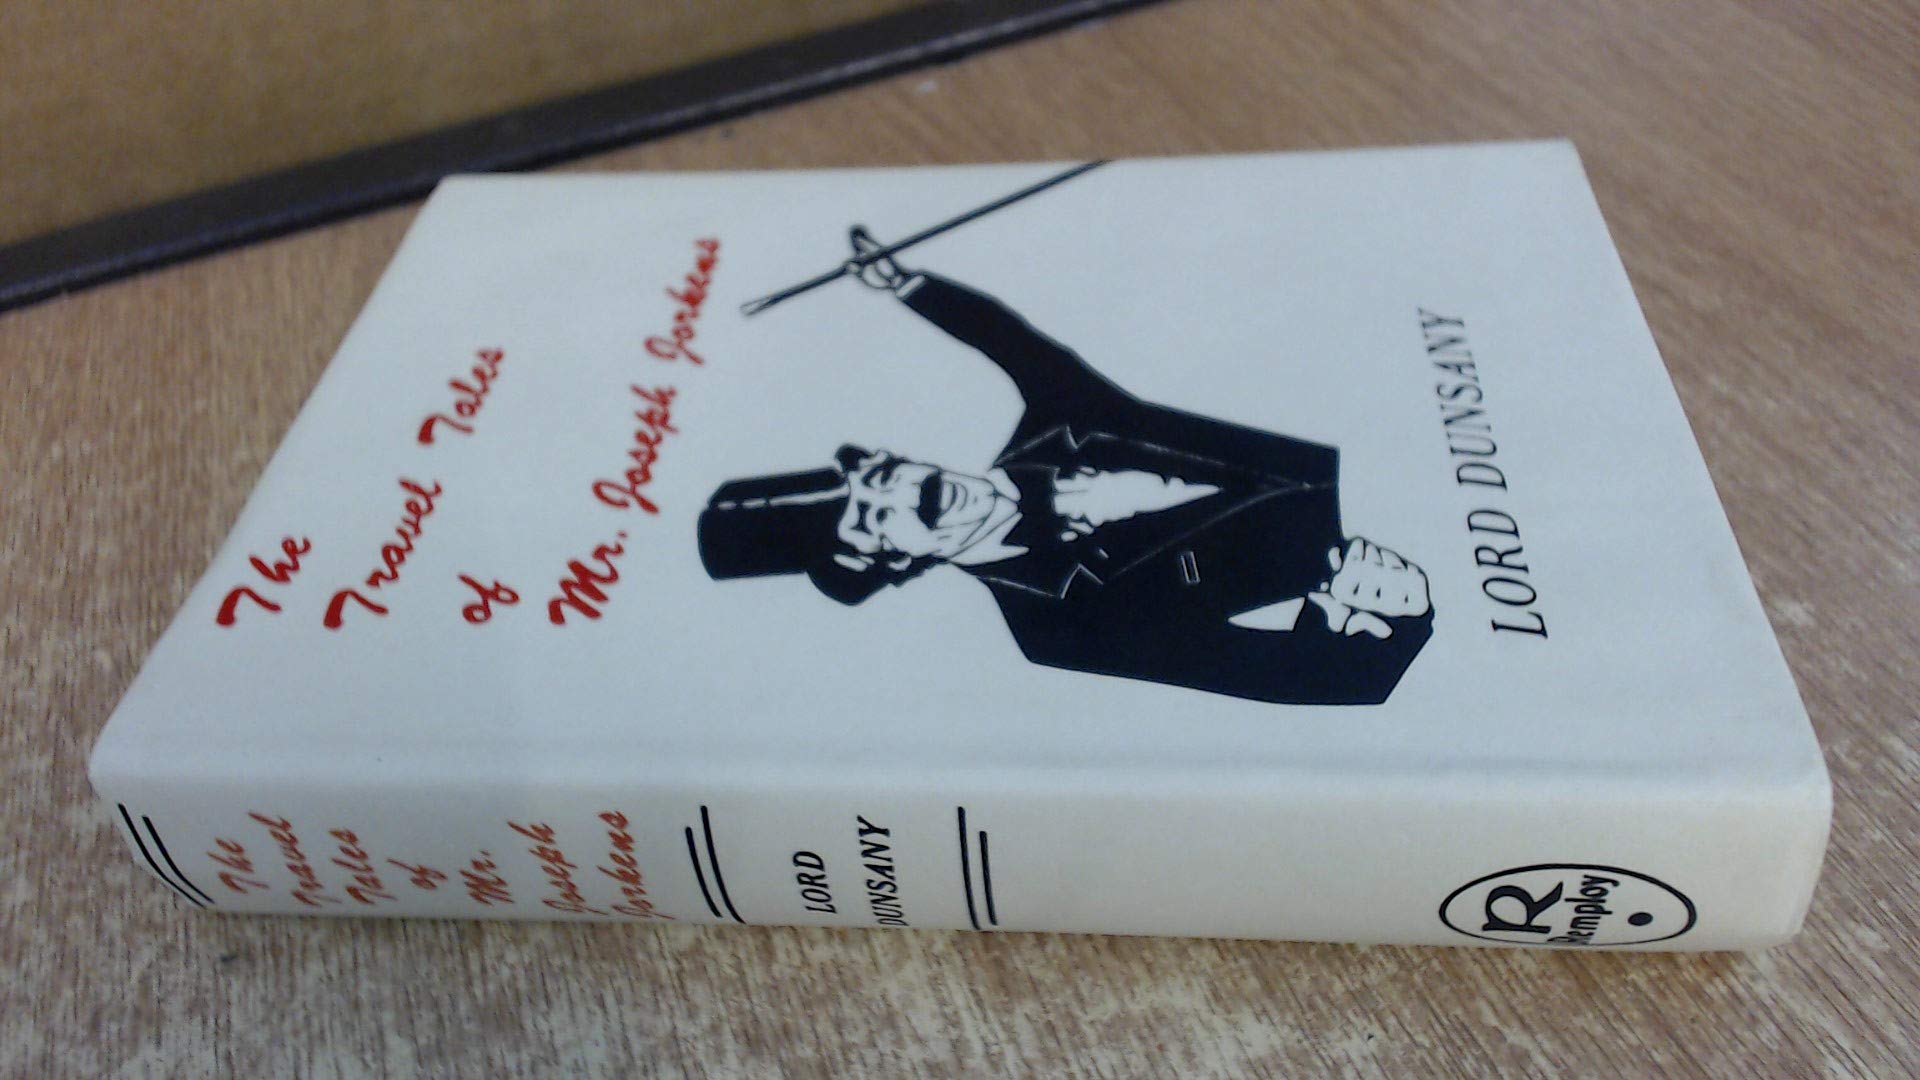 The
Travel Tales
of
Mr. Joseph Jorkens
LORD DUNSANY
The
Travel
Tales
of
Mr.
Joseph
Jorkens
LORD
DUNSANY
R
Remploy